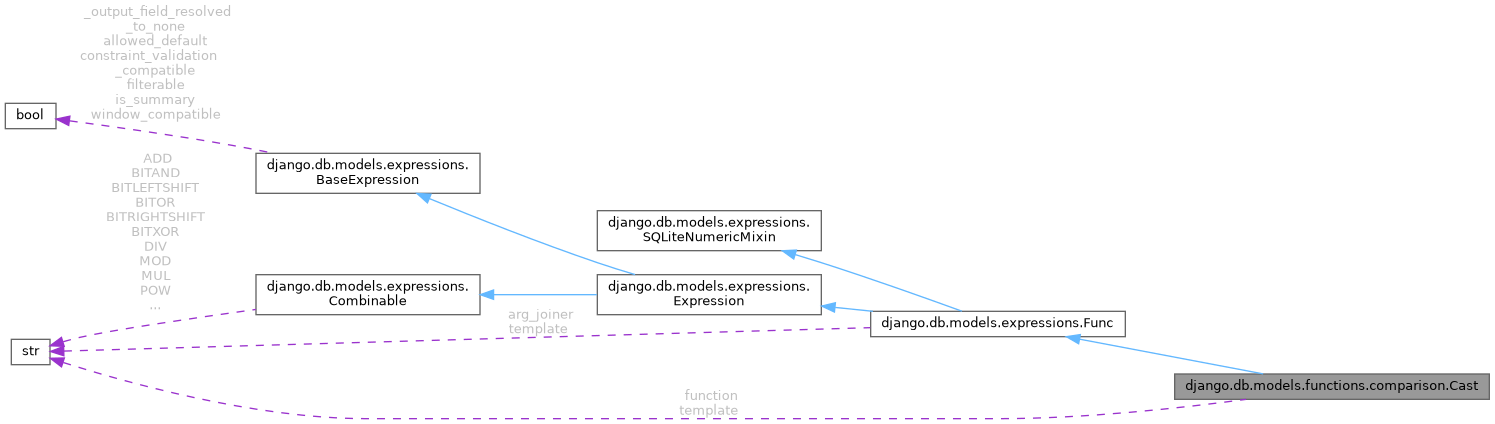 _output_field_resolved
_to_none
allowed_default
constraint_validation
_compatible
filterable
is_summary
window_compatible
bool
django.db.models.expressions.
BaseExpression
ADD
BITAND
BITLEFTSHIFT
BITOR
BITRIGHTSHIFT
BITXOR
DIV
MOD
MUL
POW
...
django.db.models.expressions.
SQLiteNumericMixin
django.db.models.expressions.
Combinable
django.db.models.expressions.
Expression
arg_joiner
template
django.db.models.expressions.Func
str
django.db.models.functions.comparison.Cast
function
template